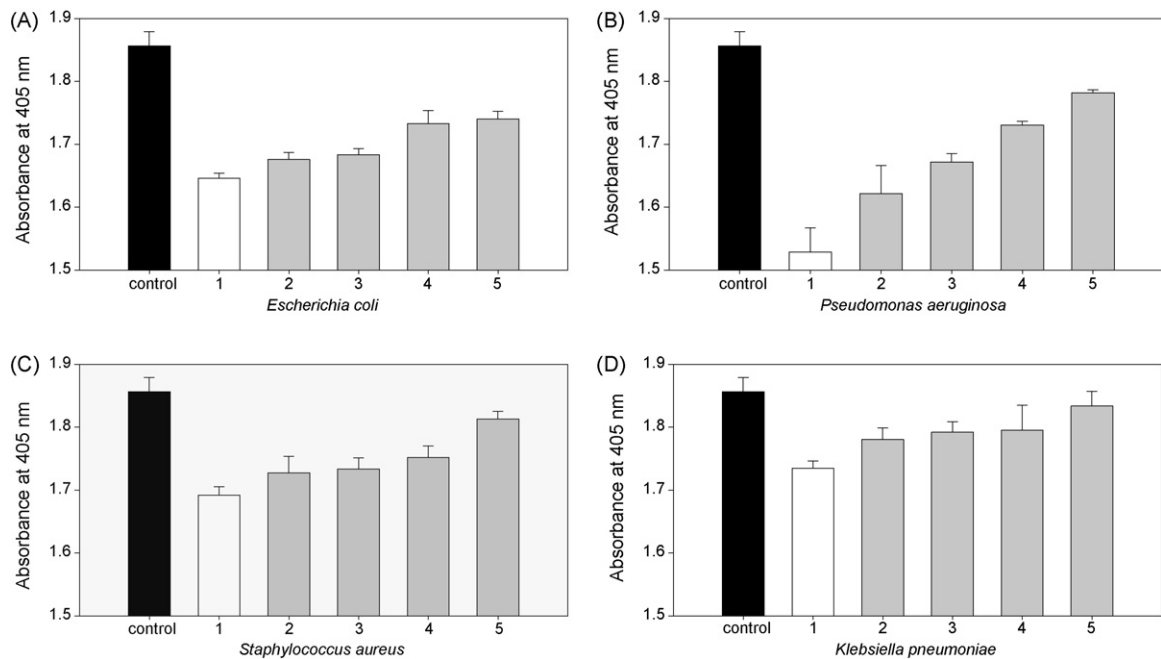 (A)
Absorbance at 405 nm
1.9
1.8
1.7
1.6
1.5
control 1 2 3 4 5
Escherichia coli
(B)
Absorbance at 405 nm
1.9
1.8
1.7
1.6
1.5
control 1 2 3 4 5
Pseudomonas aeruginosa
(C)
Absorbance at 405 nm
1.9
1.8
1.7
1.6
1.5
control 1 2 3 4 5
Staphylococcus aureus
(D)
Absorbance at 405 nm
1.9
1.8
1.7
1.6
1.5
control 1 2 3 4 5
Klebsiella pneumoniae